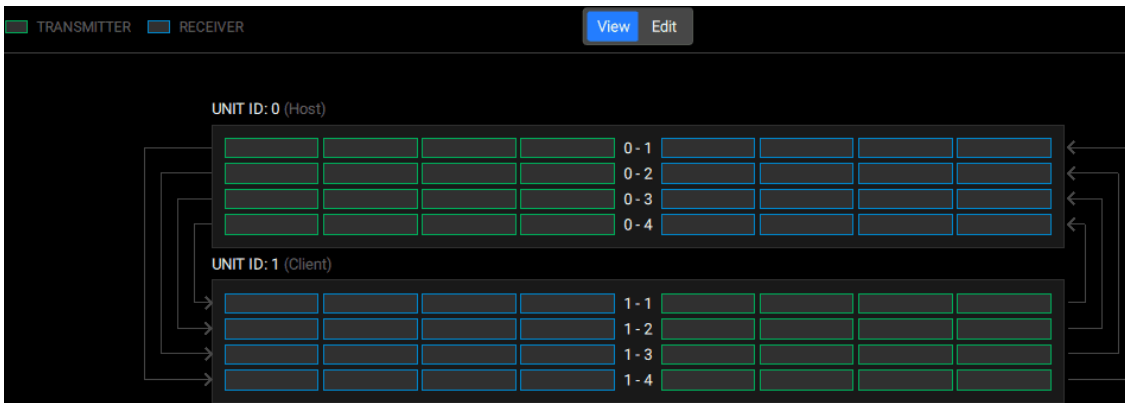 TRANSMITTER RECEIVER View Edit
UNIT ID: 0 (Host)
0 - 1
0 - 2
0 - 3
0 - 4
UNIT ID: 1 (Client)
1 - 1
1 - 2
1 - 3
1 - 4